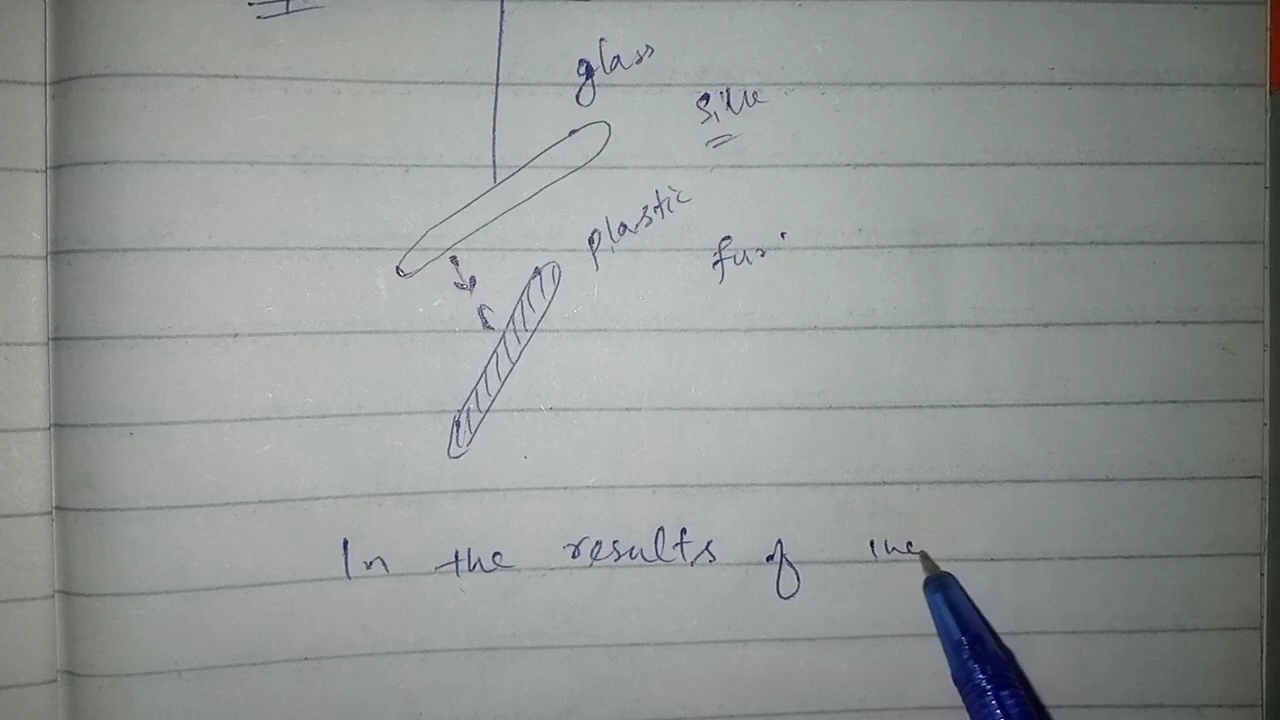 glass
silk
plastic
fur
In the results of the